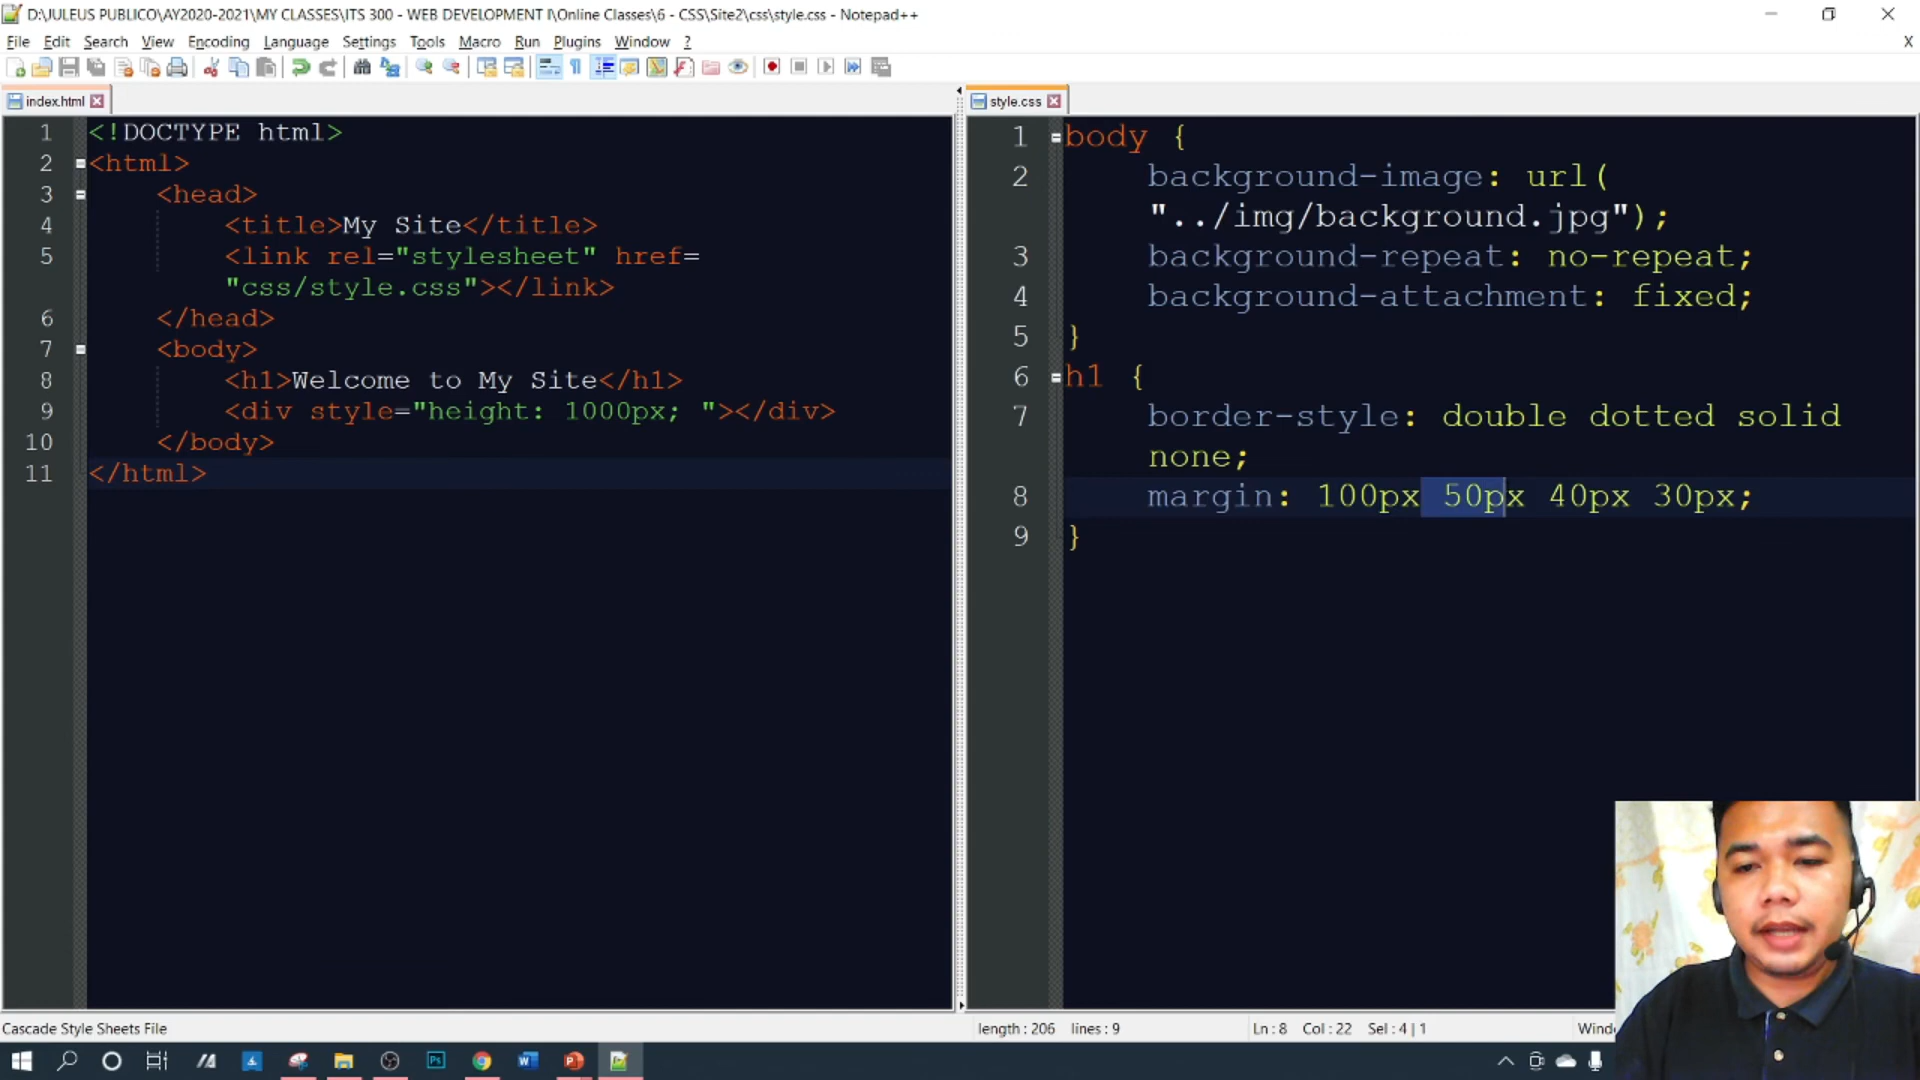 D:\JULEUS PUBLICO\AY2020-2021\MY CLASSES\ITS 300 - WEB DEVELOPMENT I\Online Classes\6 - CSS\Site2\css\style.css - Notepad++
File Edit Search View Encoding Language Settings Tools Macro Run Plugins Window ? X
index.html
1 <!DOCTYPE html>
2 <html>
3 <head>
4 <title>My Site</title>
5 <link rel="stylesheet" href=
"css/style.css"></link>
6 </head>
7 <body>
8 <h1>Welcome to My Site</h1>
9 <div style="height: 1000px; "></div>
10 </body>
11 </html>
style.css
1 body {
2 background-image: url(
"../img/background.jpg");
3 background-repeat: no-repeat;
4 background-attachment: fixed;
5 }
6 h1 {
7 border-style: double dotted solid
none;
8 margin: 100px 50px 40px 30px;
9 }
Cascade Style Sheets File length : 206 lines : 9 Ln : 8 Col : 22 Sel : 4 | 1